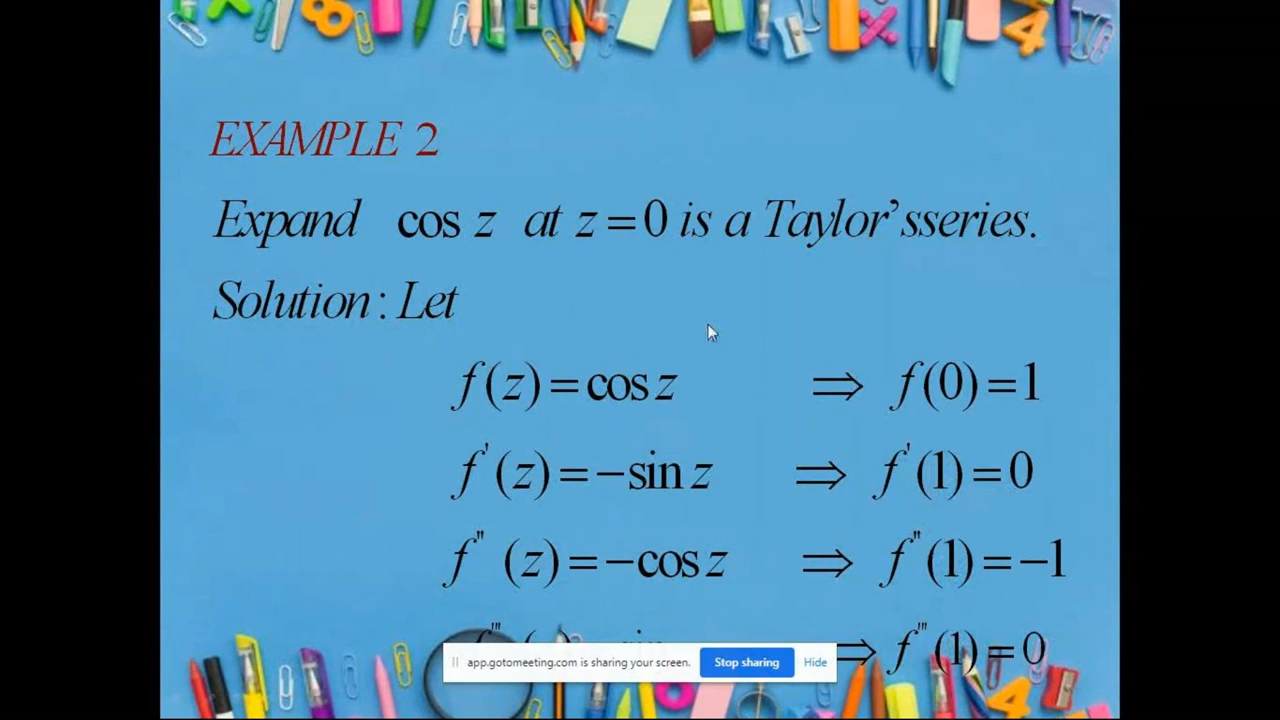 EXAMPLE 2
Expand cos z at z = 0 is a Taylor’sseries.
Solution : Let
f(z) = cos z ⇒ f(0) = 1
f'(z) = −sin z ⇒ f'(1) = 0
f''(z) = −cos z ⇒ f''(1) = −1
⇒ f'''(1) = 0
app.gotomeeting.com is sharing your screen. Stop sharing Hide